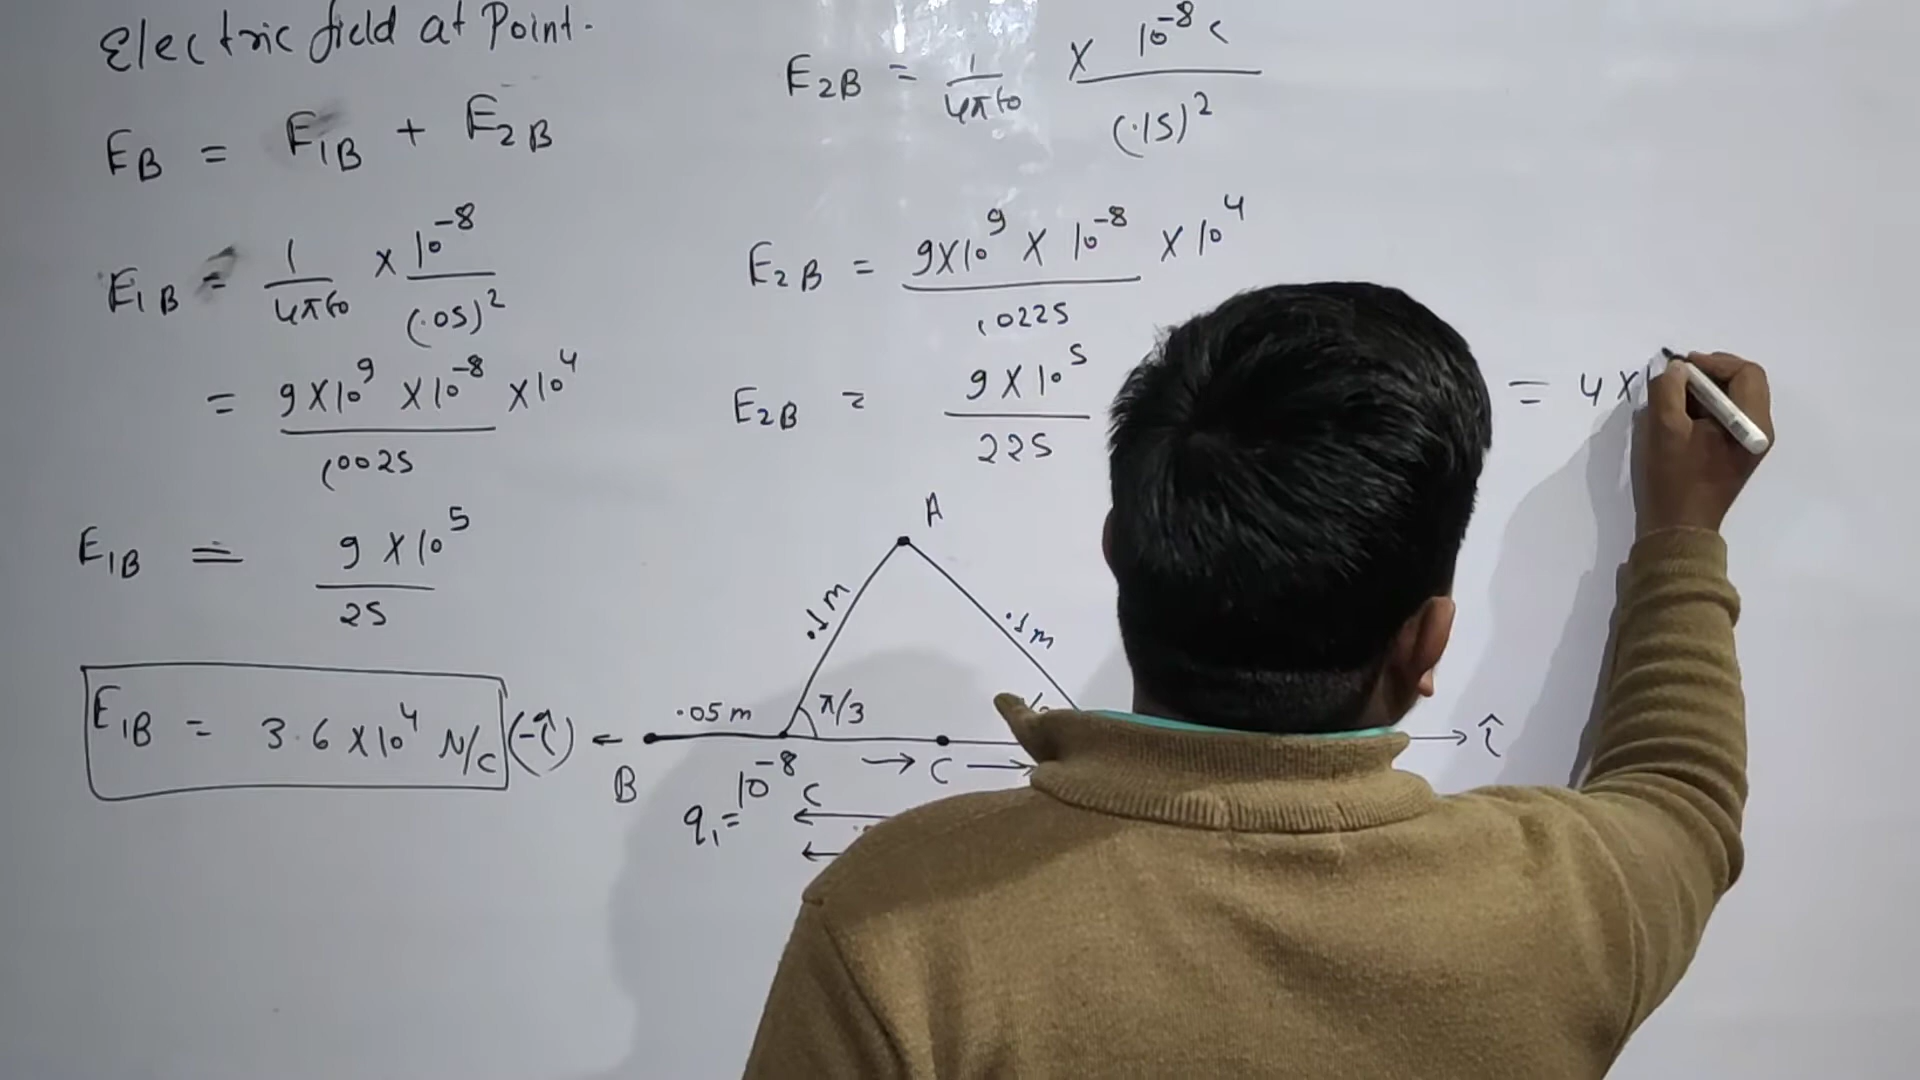 Electric field at Point.
EB = E1B + E2B
E1B = 1/4πϵ0 × 10^-8/(.05)^2
= 9×10^9 ×10^-8/.0025 ×10^4
E1B = 9×10^5/25
E1B = 3.6×10^4 N/C (-î)
E2B = 1/4πϵ0 × 10^-8 C/(.15)^2
E2B = 9×10^9 × 10^-8/.0225 ×10^4
E2B = 9×10^5/225
= 4×
A
.1m
.1m
.05m
π/3
B ← → C → → î
q1= 10^-8 C
←
←